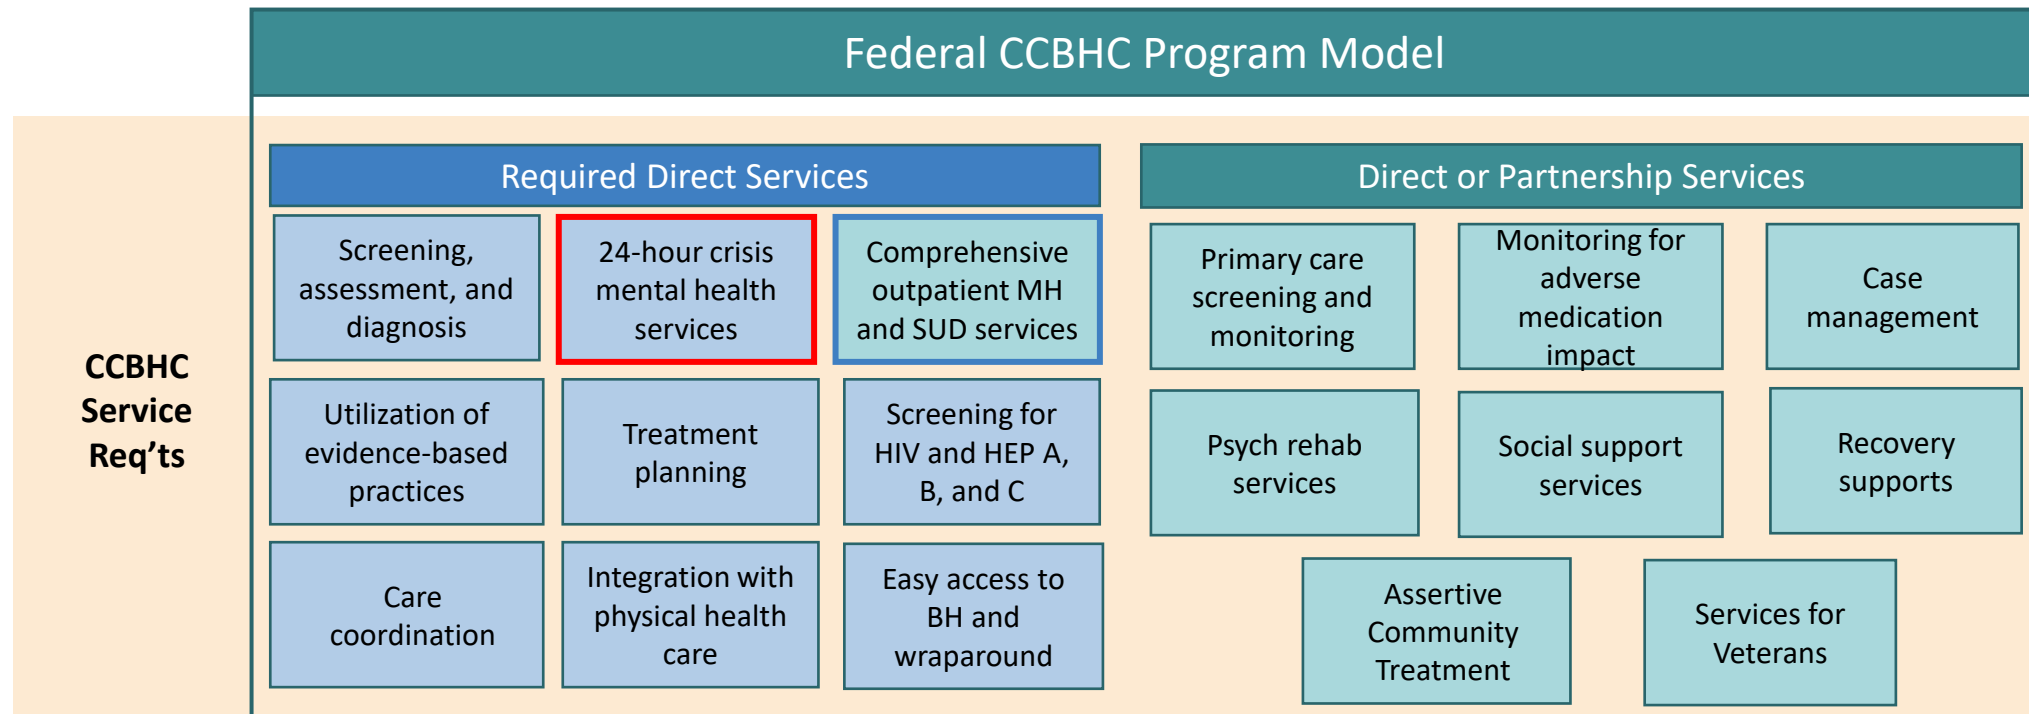 Federal CCBHC Program Model
CCBHC
Service
Req’ts
Required Direct Services
Screening,
assessment, and
diagnosis
24-hour crisis
mental health
services
Comprehensive
outpatient MH
and SUD services
Utilization of
evidence-based
practices
Treatment
planning
Screening for
HIV and HEP A,
B, and C
Care
coordination
Integration with
physical health
care
Easy access to
BH and
wraparound
Direct or Partnership Services
Primary care
screening and
monitoring
Monitoring for
adverse
medication
impact
Case
management
Psych rehab
services
Social support
services
Recovery
supports
Assertive
Community
Treatment
Services for
Veterans